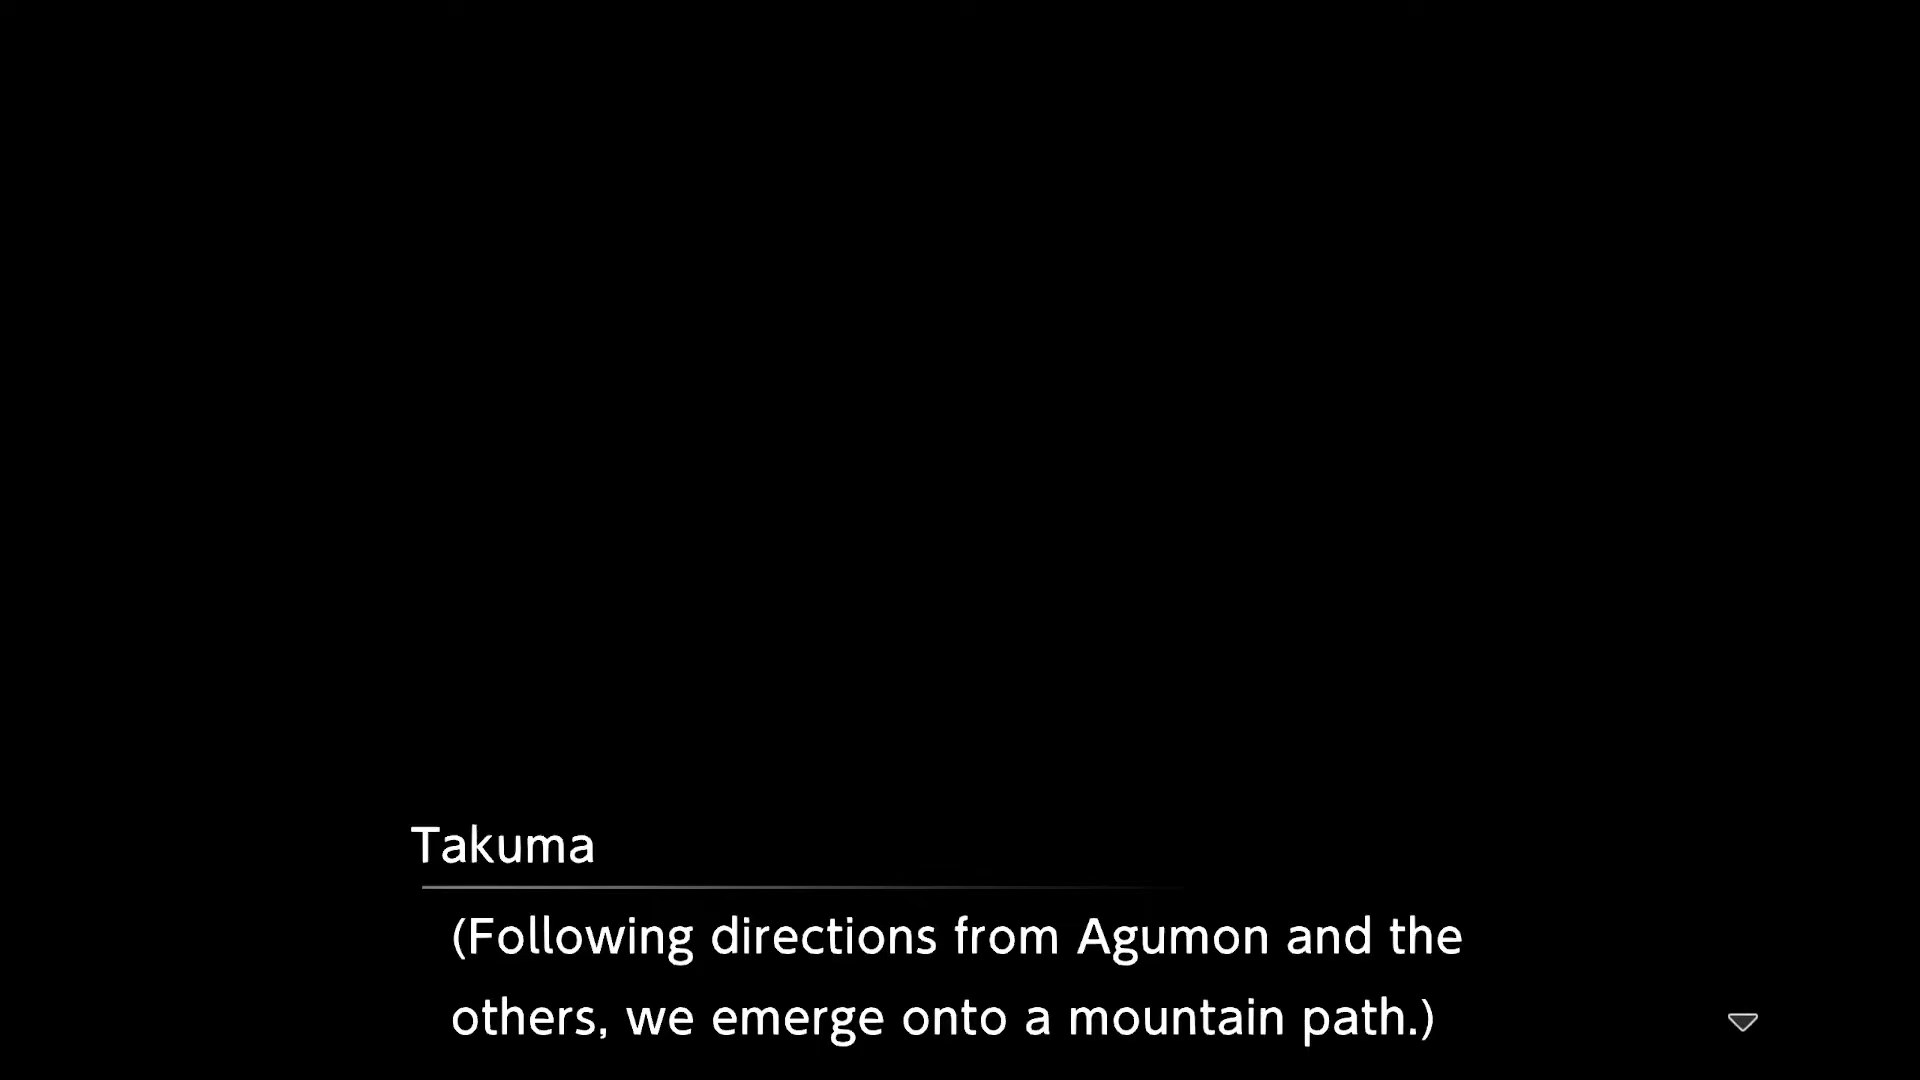 Takuma
(Following directions from Agumon and the
others, we emerge onto a mountain path.)